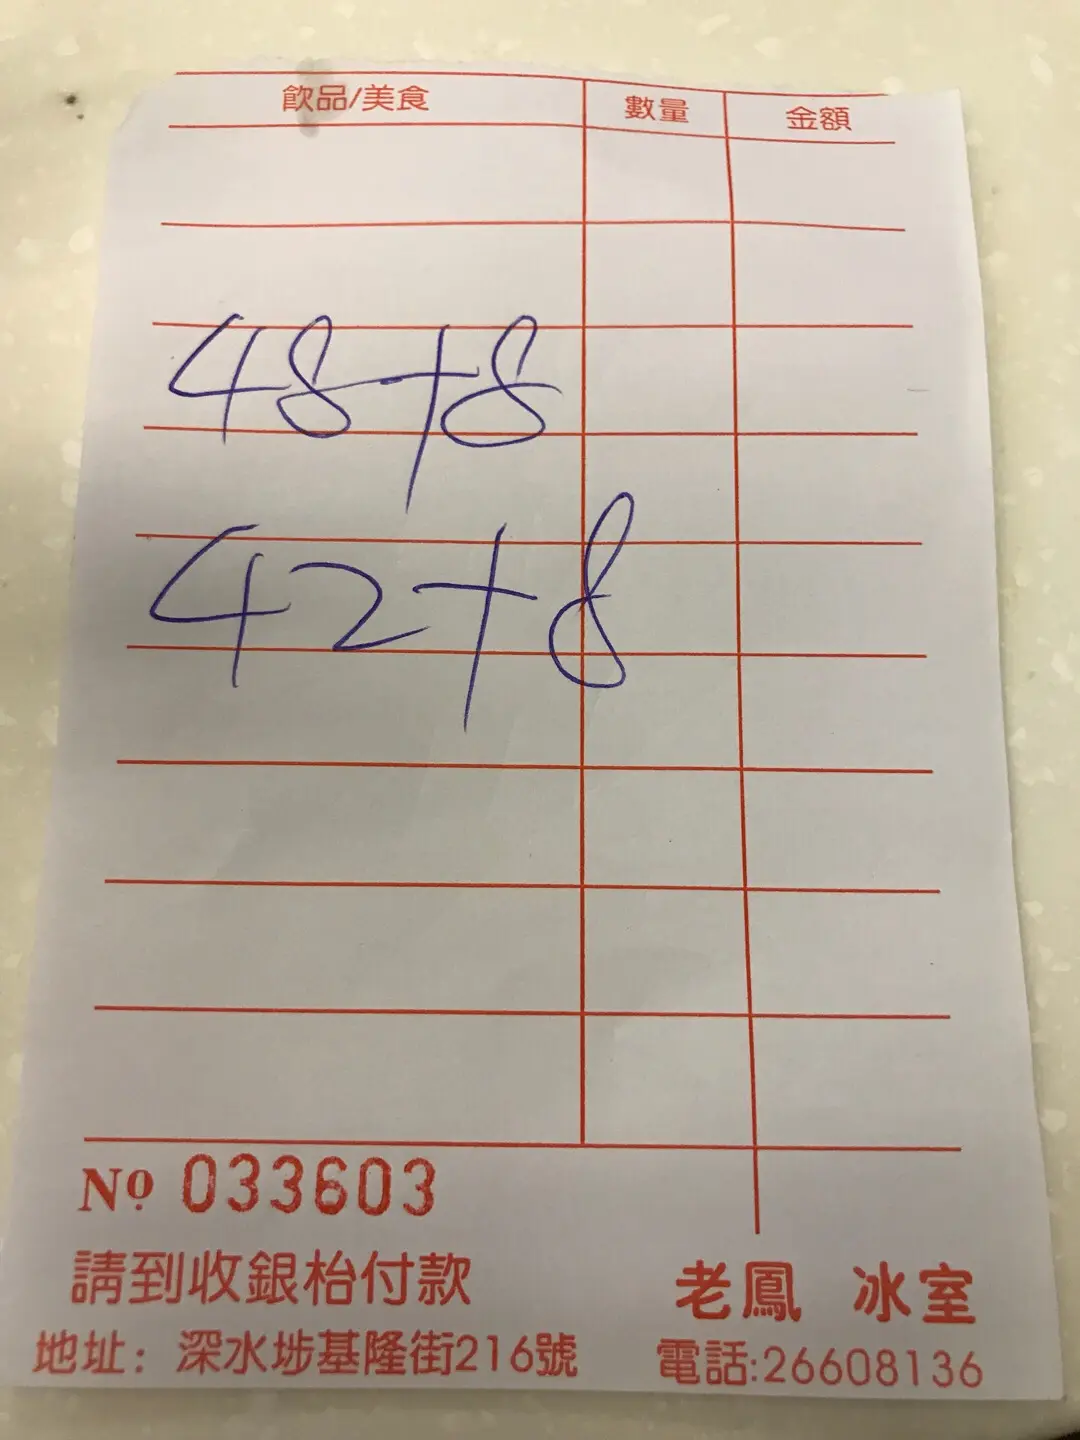 飲品/美食 數量 金額
48+8
42+8
Nº 033603
請到收銀枱付款
老鳳 冰室
地址：深水埗基隆街216號
電話:26608136